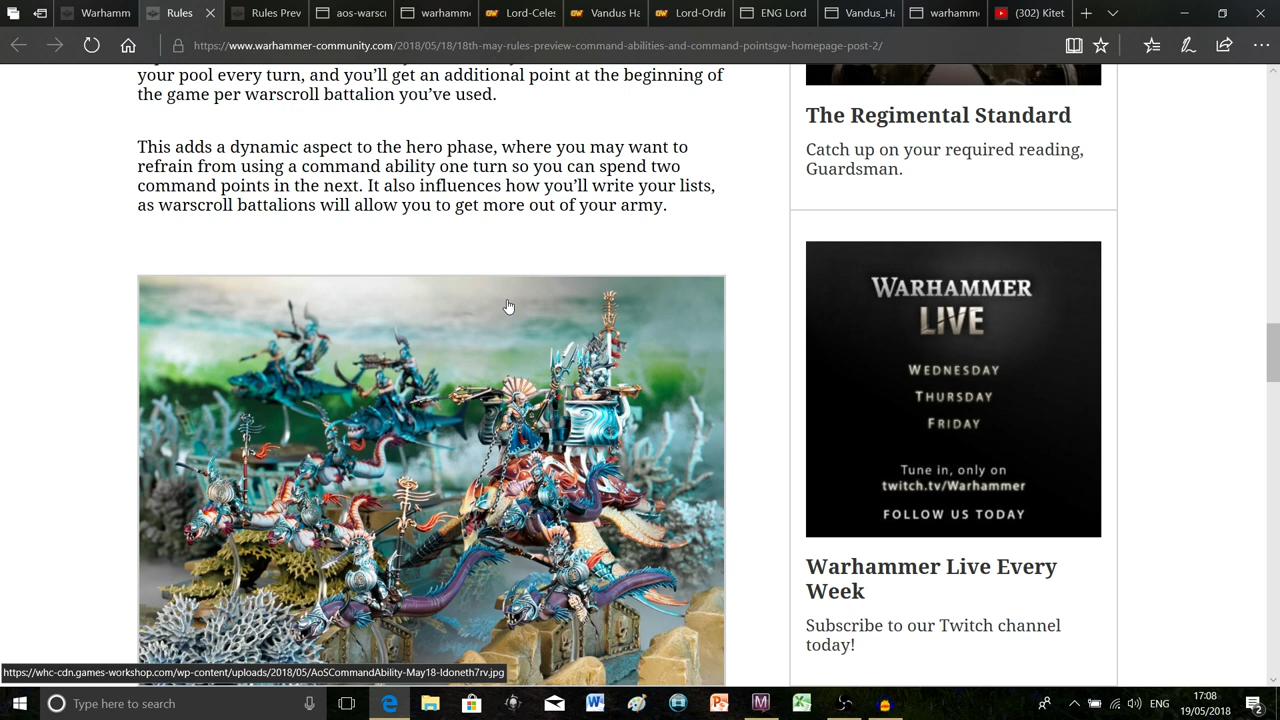 Warhamm
Rules
Rules Prev
aos-warscr
warhamme
Lord-Celes
Vandus Ha
Lord-Ordin
ENG Lord
Vandus_Ha
warhamme
(302) Kitet
https://www.warhammer-community.com/2018/05/18/18th-may-rules-preview-command-abilities-and-command-pointsgw-homepage-post-2/
your pool every turn, and you’ll get an additional point at the beginning of
the game per warscroll battalion you’ve used.
This adds a dynamic aspect to the hero phase, where you may want to
refrain from using a command ability one turn so you can spend two
command points in the next. It also influences how you’ll write your lists,
as warscroll battalions will allow you to get more out of your army.
The Regimental Standard
Catch up on your required reading,
Guardsman.
WARHAMMER
LIVE
WEDNESDAY
THURSDAY
FRIDAY
Tune in, only on
twitch.tv/Warhammer
FOLLOW US TODAY
Warhammer Live Every
Week
Subscribe to our Twitch channel
today!
https://whc-cdn.games-workshop.com/wp-content/uploads/2018/05/AoSCommandAbility-May18-Idoneth7rv.jpg
Type here to search
ENG
17:08
19/05/2018
2